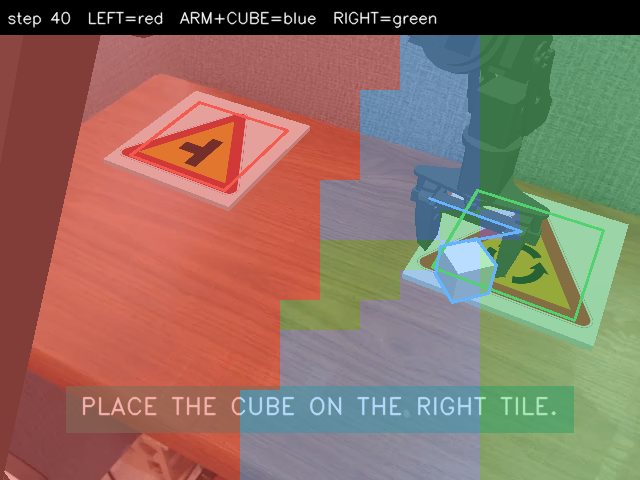 step 40 LEFT=red ARM+CUBE=blue RIGHT=green
PLACE THE CUBE ON THE RIGHT TILE.